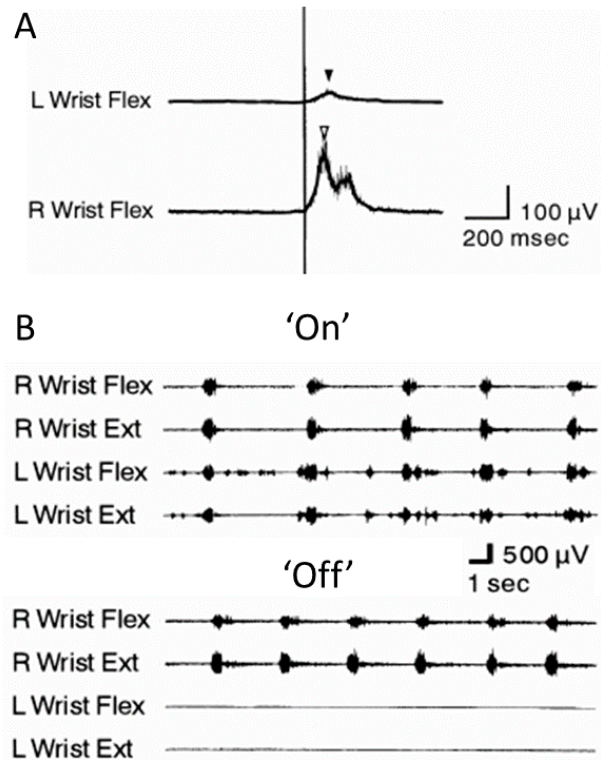 A
L Wrist Flex
R Wrist Flex
100 µV
200 msec
B
‘On’
R Wrist Flex
R Wrist Ext
L Wrist Flex
L Wrist Ext
500 µV
1 sec
‘Off’
R Wrist Flex
R Wrist Ext
L Wrist Flex
L Wrist Ext